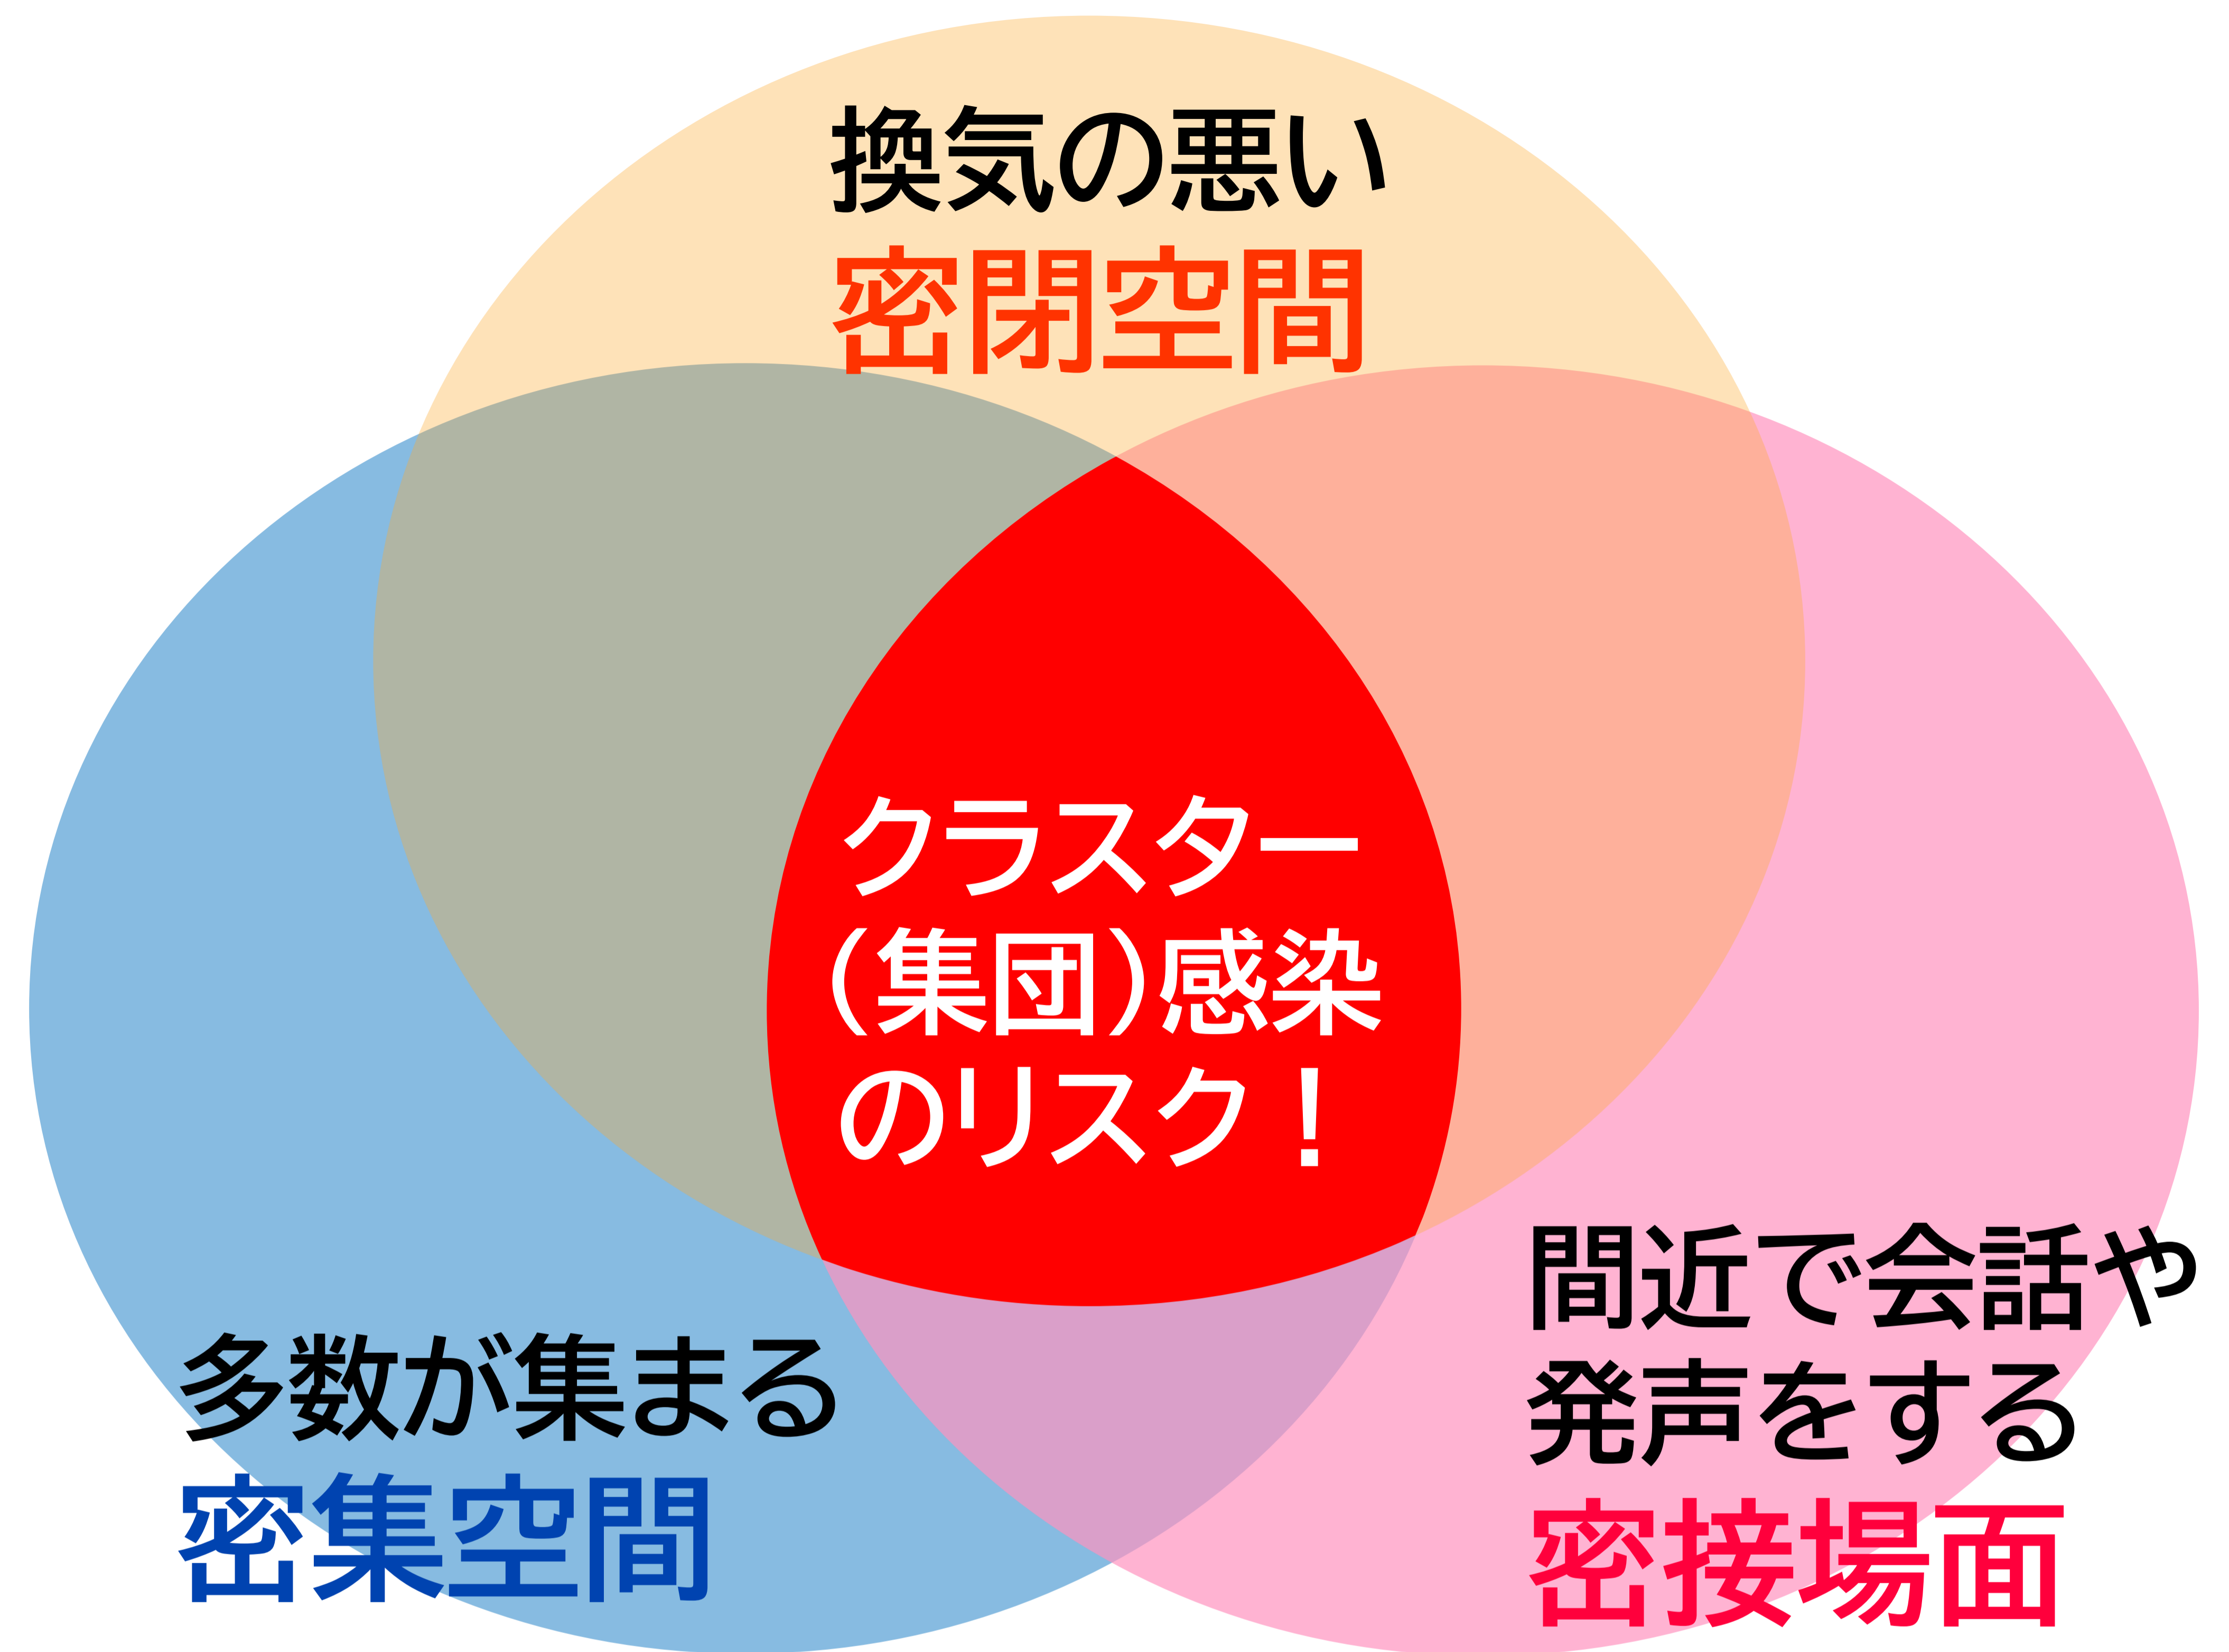 換気の悪い
密閉空間
クラスター
（集団）感染
のリスク！
多数が集まる
密集空間
間近で会話や
発声をする
密接場面